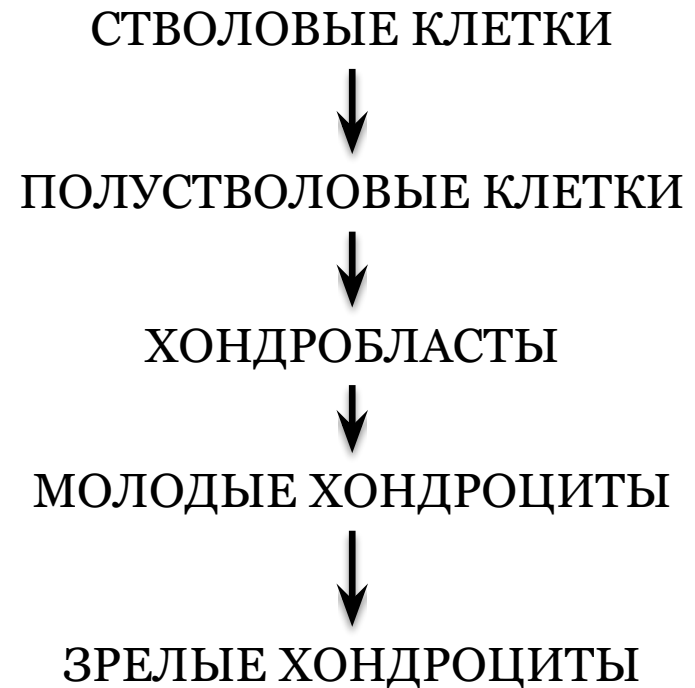 СТВОЛОВЫЕ КЛЕТКИ
ПОЛУСТВОЛОВЫЕ КЛЕТКИ
ХОНДРОБЛАСТЫ
МОЛОДЫЕ ХОНДРОЦИТЫ
ЗРЕЛЫЕ ХОНДРОЦИТЫ